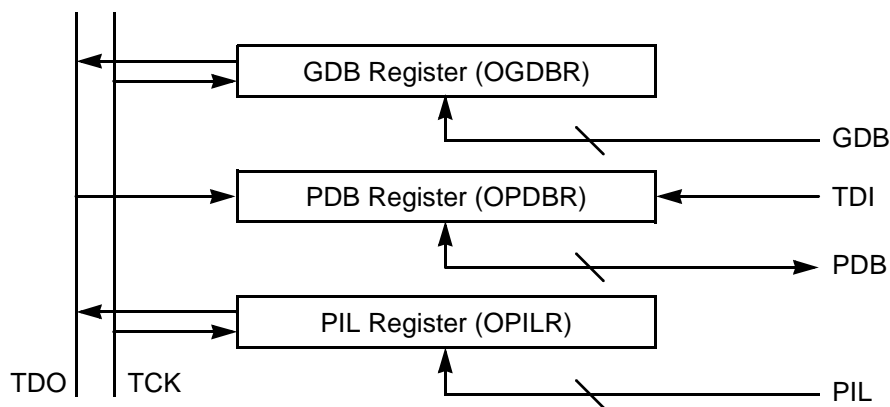 GDB Register (OGDBR)
GDB
PDB Register (OPDBR)
TDI
PDB
PIL Register (OPILR)
TDO
TCK
PIL